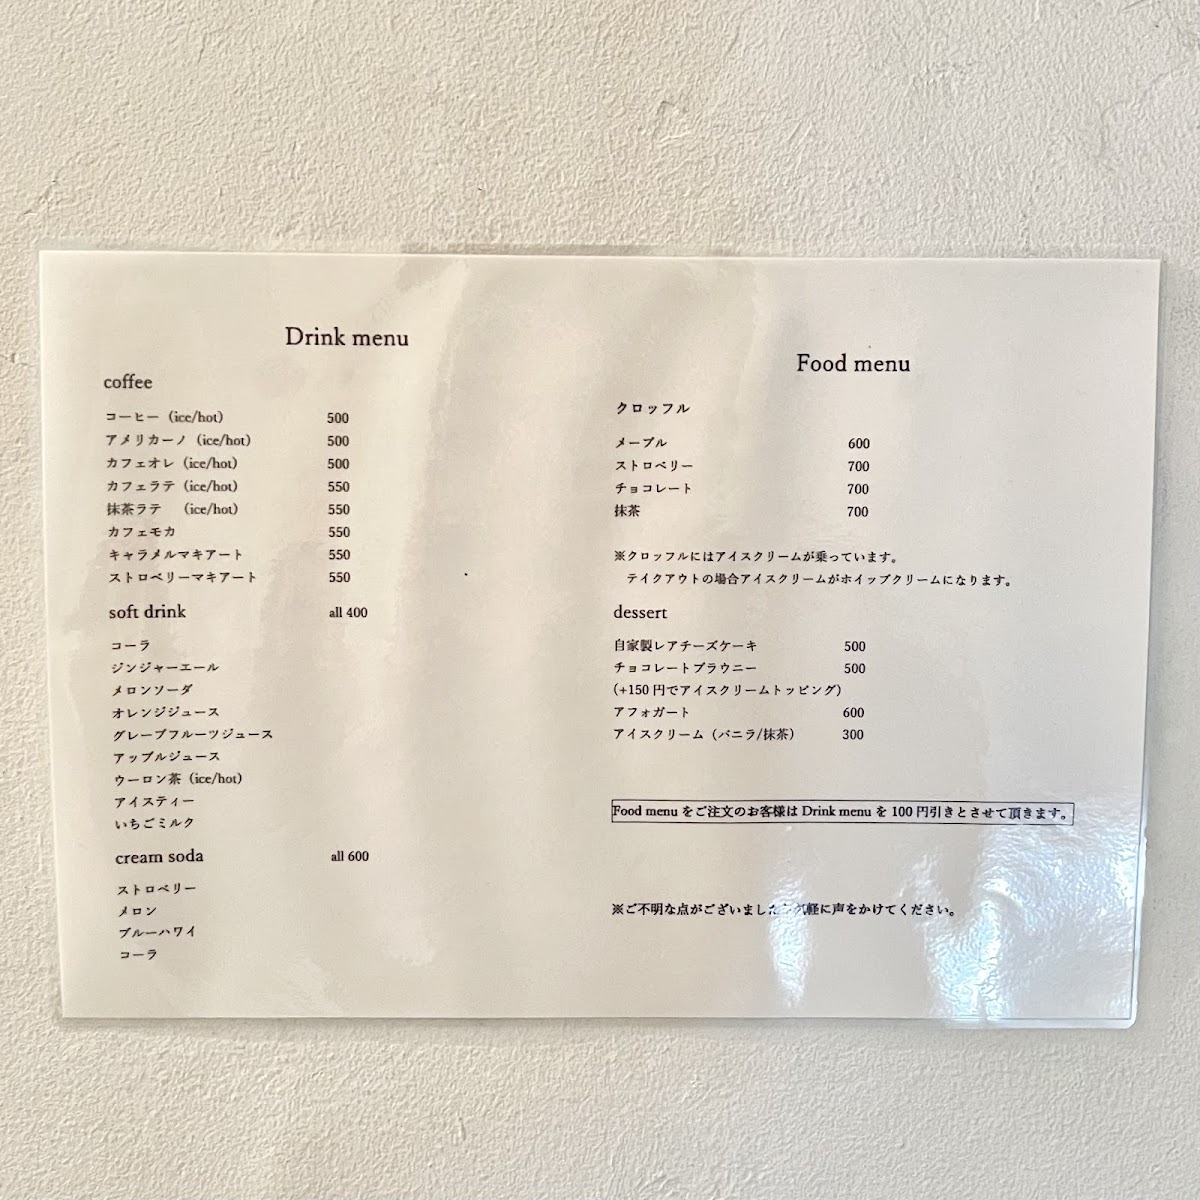 Drink menu
coffee
コーヒー（ice/hot） 500
アメリカーノ（ice/hot） 500
カフェオレ（ice/hot） 500
カフェラテ（ice/hot） 550
抹茶ラテ （ice/hot） 550
カフェモカ 550
キャラメルマキアート 550
ストロベリーマキアート 550
soft drink all 400
コーラ
ジンジャーエール
メロンソーダ
オレンジジュース
グレープフルーツジュース
アップルジュース
ウーロン茶（ice/hot）
アイスティー
いちごミルク
cream soda all 600
ストロベリー
メロン
ブルーハワイ
コーラ
Food menu
クロッフル
メープル 600
ストロベリー 700
チョコレート 700
抹茶 700
※クロッフルにはアイスクリームが乗っています。
テイクアウトの場合アイスクリームがホイップクリームになります。
dessert
自家製レアチーズケーキ 500
チョコレートブラウニー 500
（+150円でアイスクリームトッピング）
アフォガート 600
アイスクリーム（バニラ/抹茶） 300
Food menu をご注文のお客様は Drink menu を 100 円引きとさせて頂きます。
※ご不明な点がございました 気軽に声をかけてください。